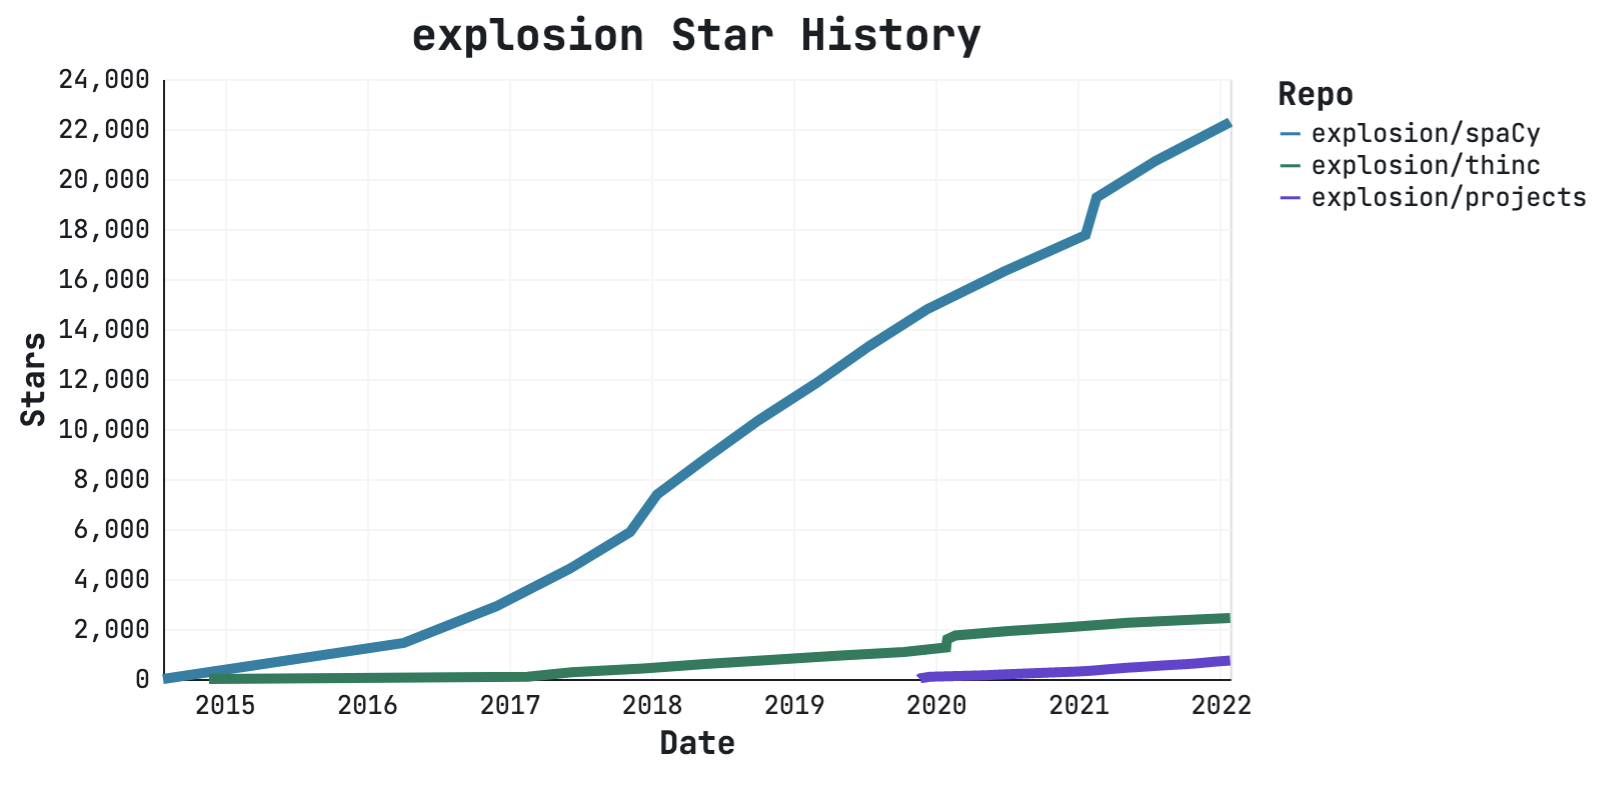 explosion Star History
24,000
22,000
20,000
18,000
16,000
14,000
12,000
10,000
8,000
6,000
4,000
2,000
0
Stars
2015 2016 2017 2018 2019 2020 2021 2022
Date
Repo
explosion/spaCy
explosion/thinc
explosion/projects